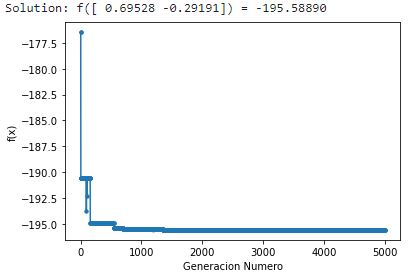 Solution: f([ 0.69528 -0.29191]) = -195.58890
−177.5
−180.0
−182.5
−185.0
−187.5
−190.0
−192.5
−195.0
f(x)
0 1000 2000 3000 4000 5000
Generacion Numero